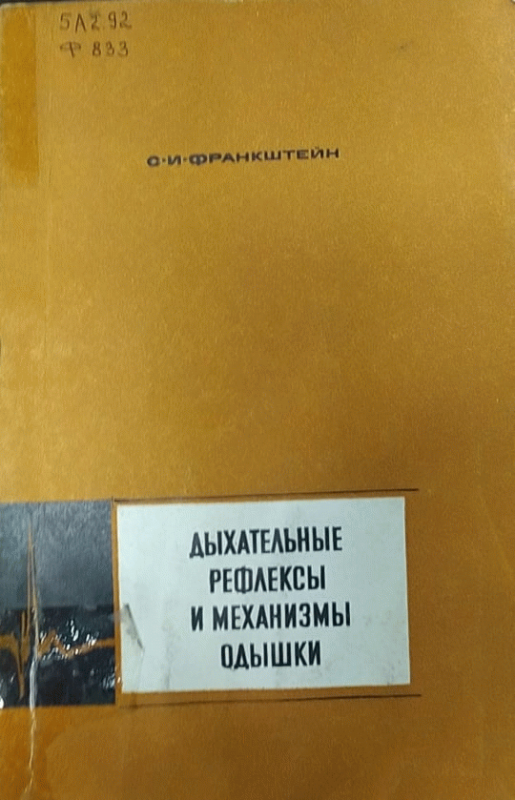 5А2.92
Ф 833
С·И·ФРАНКШТЕЙН
ДЫХАТЕЛЬНЫЕ
РЕФЛЕКСЫ
И МЕХАНИЗМЫ
ОДЫШКИ